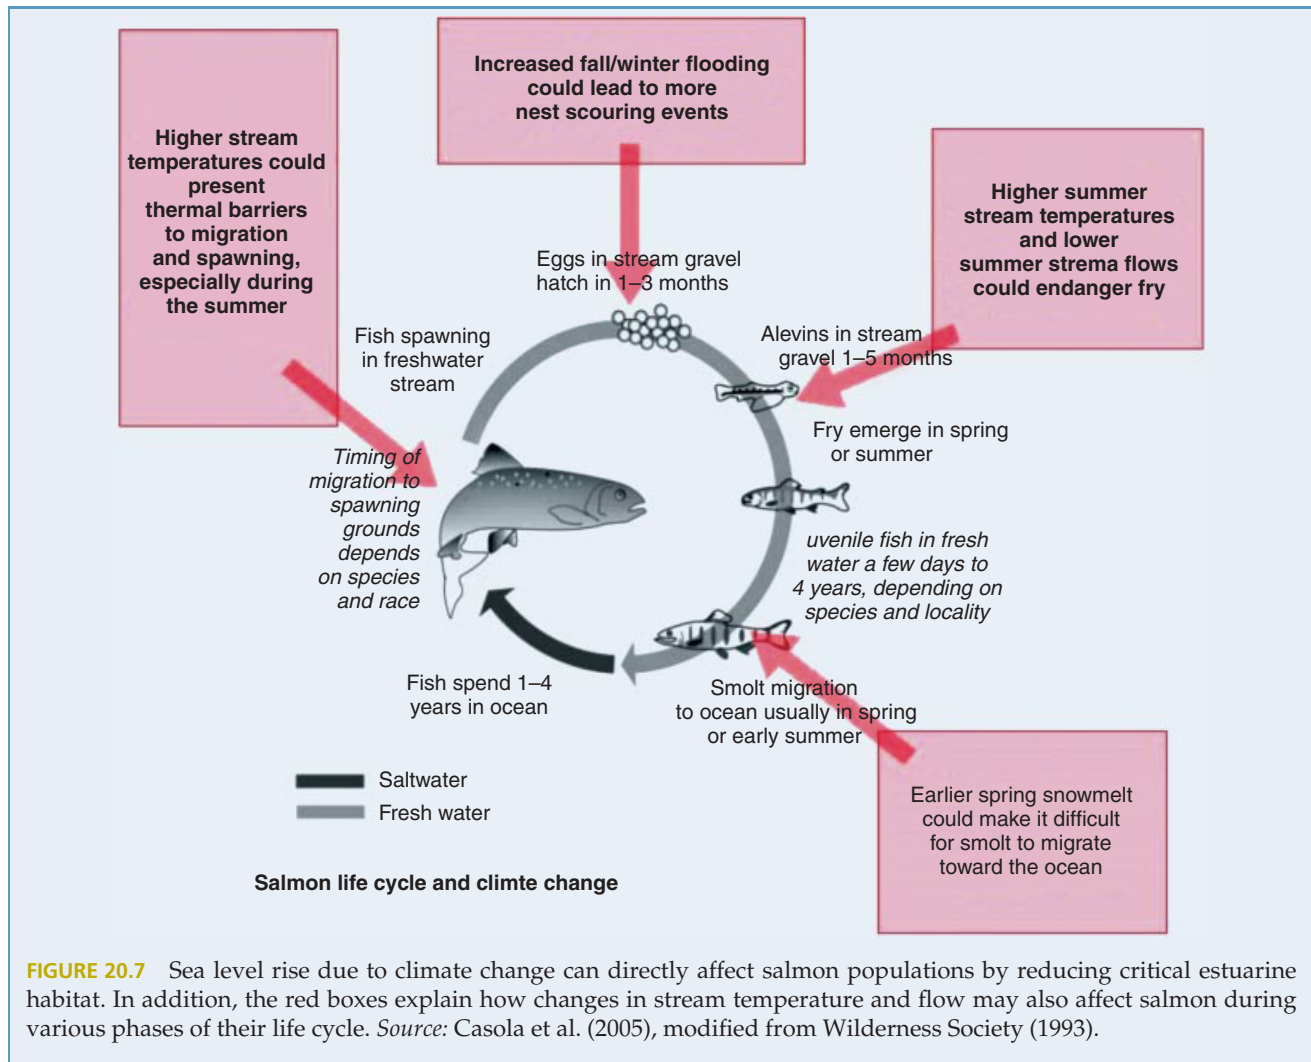 Higher stream
temperatures could
present
thermal barriers
to migration
and spawning,
especially during
the summer
Increased fall/winter flooding
could lead to more
nest scouring events
Higher summer
stream temperatures
and lower
summer strema flows
could endanger fry
Eggs in stream gravel
hatch in 1–3 months
Fish spawning
in freshwater
stream
Alevins in stream
gravel 1–5 months
Fry emerge in spring
or summer
Timing of
migration to
spawning
grounds
depends
on species
and race
uvenile fish in fresh
water a few days to
4 years, depending on
species and locality
Fish spend 1–4
years in ocean
Smolt migration
to ocean usually in spring
or early summer
Saltwater
Fresh water
Earlier spring snowmelt
could make it difficult
for smolt to migrate
toward the ocean
Salmon life cycle and climte change
FIGURE 20.7 Sea level rise due to climate change can directly affect salmon populations by reducing critical estuarine
habitat. In addition, the red boxes explain how changes in stream temperature and flow may also affect salmon during
various phases of their life cycle. Source: Casola et al. (2005), modified from Wilderness Society (1993).